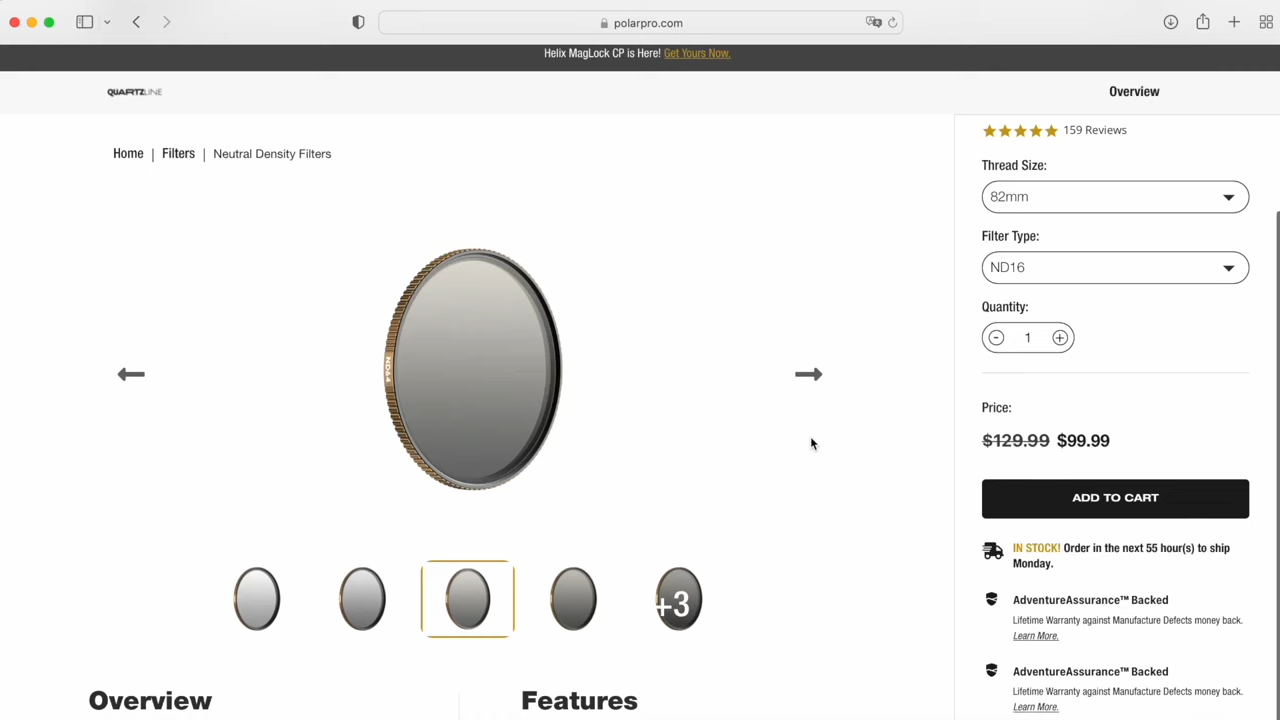 polarpro.com
Helix MagLock CP is Here! Get Yours Now.
QUARTZLINE
Overview
159 Reviews
Home | Filters | Neutral Density Filters
Thread Size:
82mm
Filter Type:
ND16
Quantity:
- 1 +
ND64
Price:
$129.99 $99.99
ADD TO CART
IN STOCK! Order in the next 55 hour(s) to ship
Monday.
AdventureAssurance™ Backed
Lifetime Warranty against Manufacture Defects money back.
Learn More.
AdventureAssurance™ Backed
Lifetime Warranty against Manufacture Defects money back.
Learn More.
+3
Overview
Features